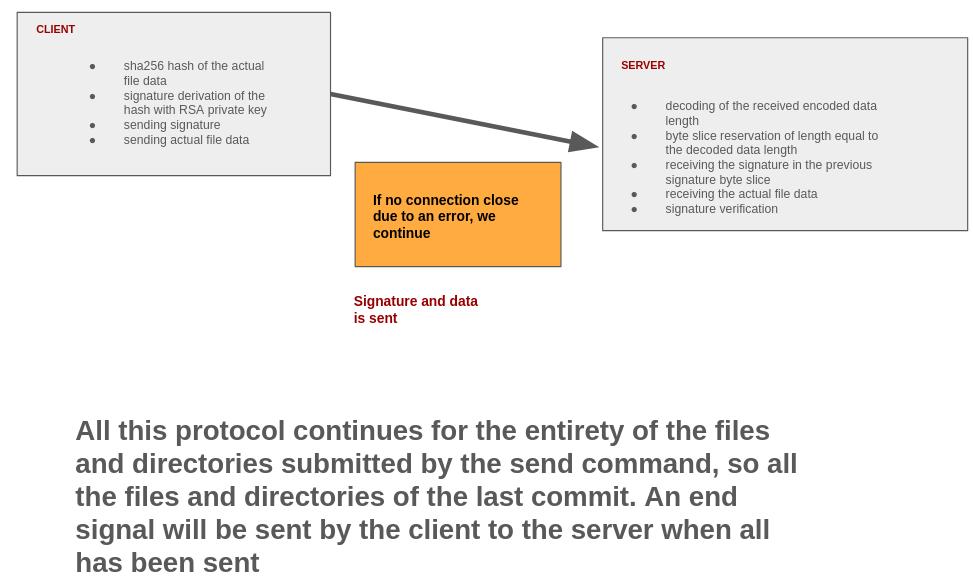 CLIENT
● sha256 hash of the actual
file data
● signature derivation of the
hash with RSA private key
● sending signature
● sending actual file data
SERVER
● decoding of the received encoded data
length
● byte slice reservation of length equal to
the decoded data length
● receiving the signature in the previous
signature byte slice
● receiving the actual file data
● signature verification
If no connection close
due to an error, we
continue
Signature and data
is sent
All this protocol continues for the entirety of the files
and directories submitted by the send command, so all
the files and directories of the last commit. An end
signal will be sent by the client to the server when all
has been sent